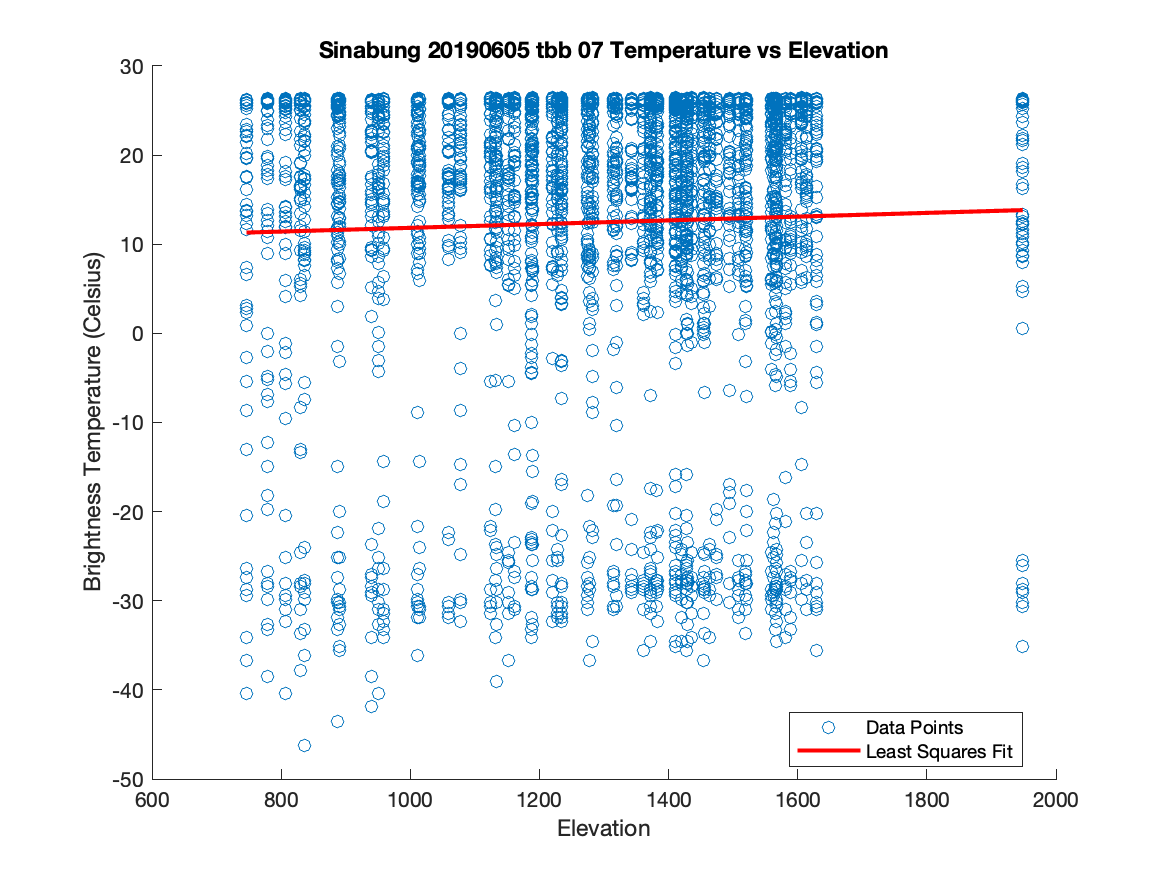 Sinabung 20190605 tbb 07 Temperature vs Elevation
30
20
10
0
-10
-20
-30
-40
-50
Brightness Temperature (Celsius)
Data Points
Least Squares Fit
600 800 1000 1200 1400 1600 1800 2000
Elevation